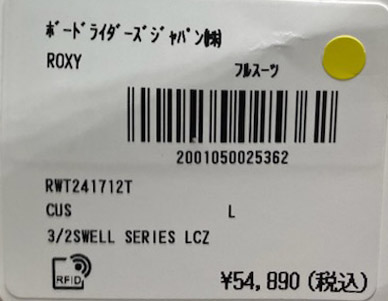 ﾎﾞｰﾄﾞﾗｲﾀﾞｰｽﾞｼﾞｬﾊﾟﾝ㈱
ROXY
ﾌﾙｽｰﾂ
2001050025362
RWT241712T
CUS L
3/2SWELL SERIES LCZ
RFID
¥54,890(税込)